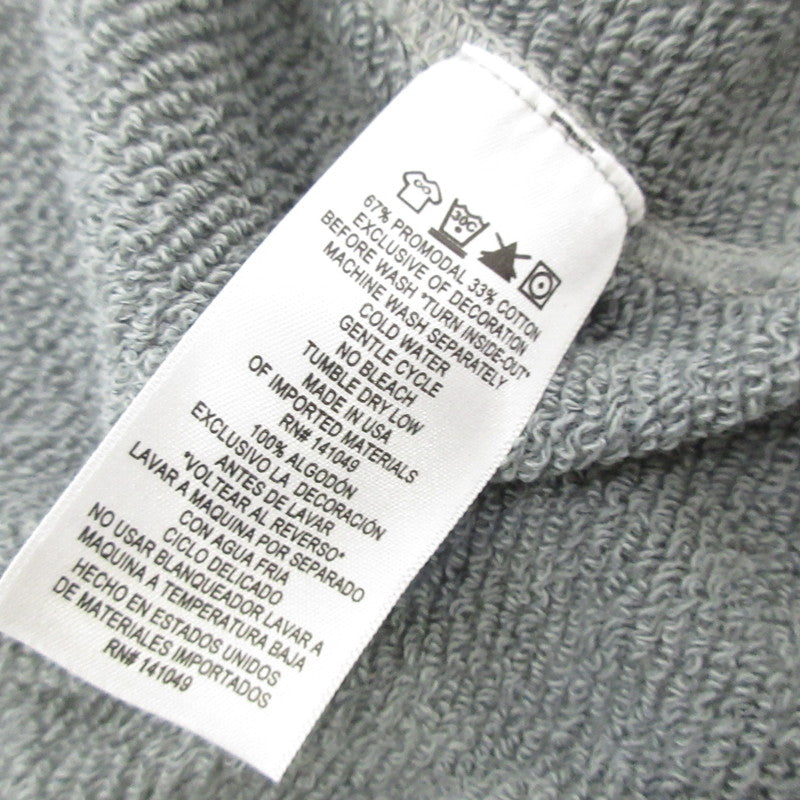 30C
67% PROMODAL 33% COTTON
EXCLUSIVE OF DECORATION
BEFORE WASH "TURN INSIDE-OUT"
MACHINE WASH SEPARATELY
COLD WATER
GENTLE CYCLE
NO BLEACH
TUMBLE DRY LOW
MADE IN USA
OF IMPORTED MATERIALS
RN# 141049
100% ALGODÓN
EXCLUSIVO LA DECORACIÓN
ANTES DE LAVAR
"VOLTEAR AL REVERSO"
LAVAR A MAQUINA POR SEPARADO
CON AGUA FRIA
CICLO DELICADO
NO USAR BLANQUEADOR LAVAR A
MAQUINA A TEMPERATURA BAJA
HECHO EN ESTADOS UNIDOS
DE MATERIALES IMPORTADOS
RN# 141049